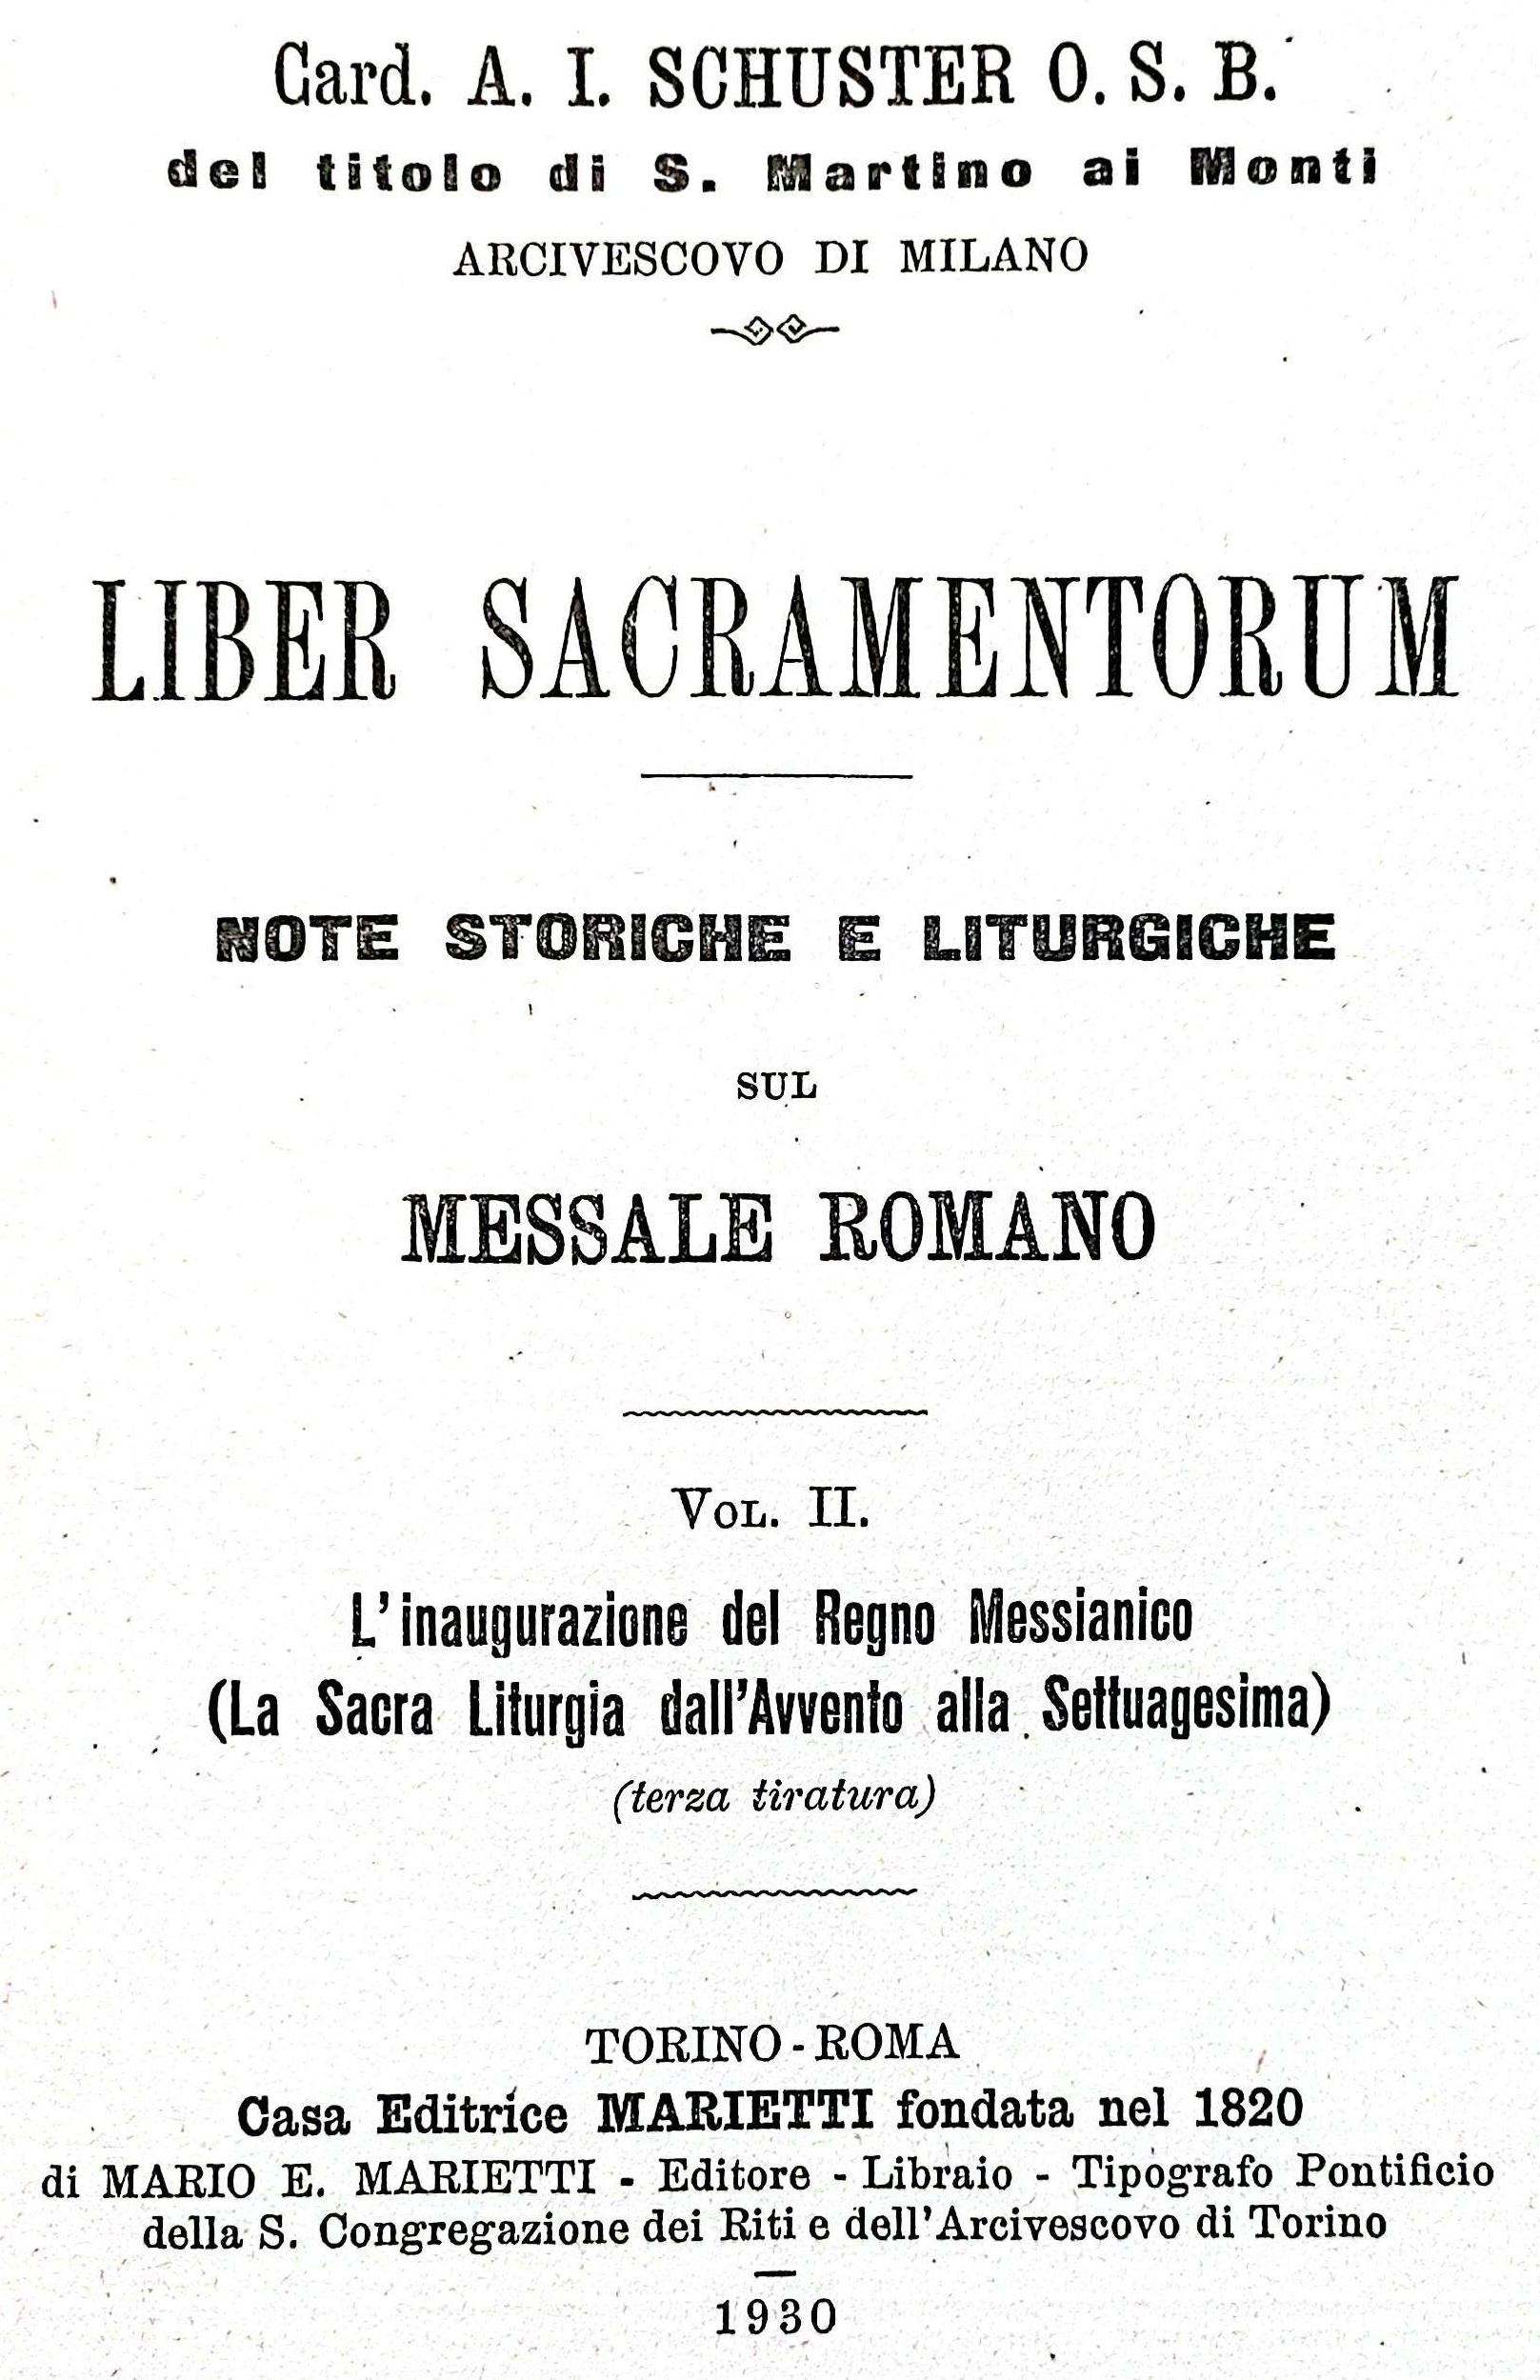 Card. A. I. SCHUSTER O. S. B.
del titolo di S. Martino ai Monti
ARCIVESCOVO DI MILANO
LIBER SACRAMENTORUM
NOTE STORICHE E LITURGICHE
SUL
MESSALE ROMANO
VOL. II.
L'inaugurazione del Regno Messianico
(La Sacra Liturgia dall'Avvento alla Settuagesima)
(terza tiratura)
TORINO - ROMA
Casa Editrice MARIETTI fondata nel 1820
di MARIO E. MARIETTI - Editore - Libraio - Tipografo Pontificio
della S. Congregazione dei Riti e dell'Arcivescovo di Torino
1930